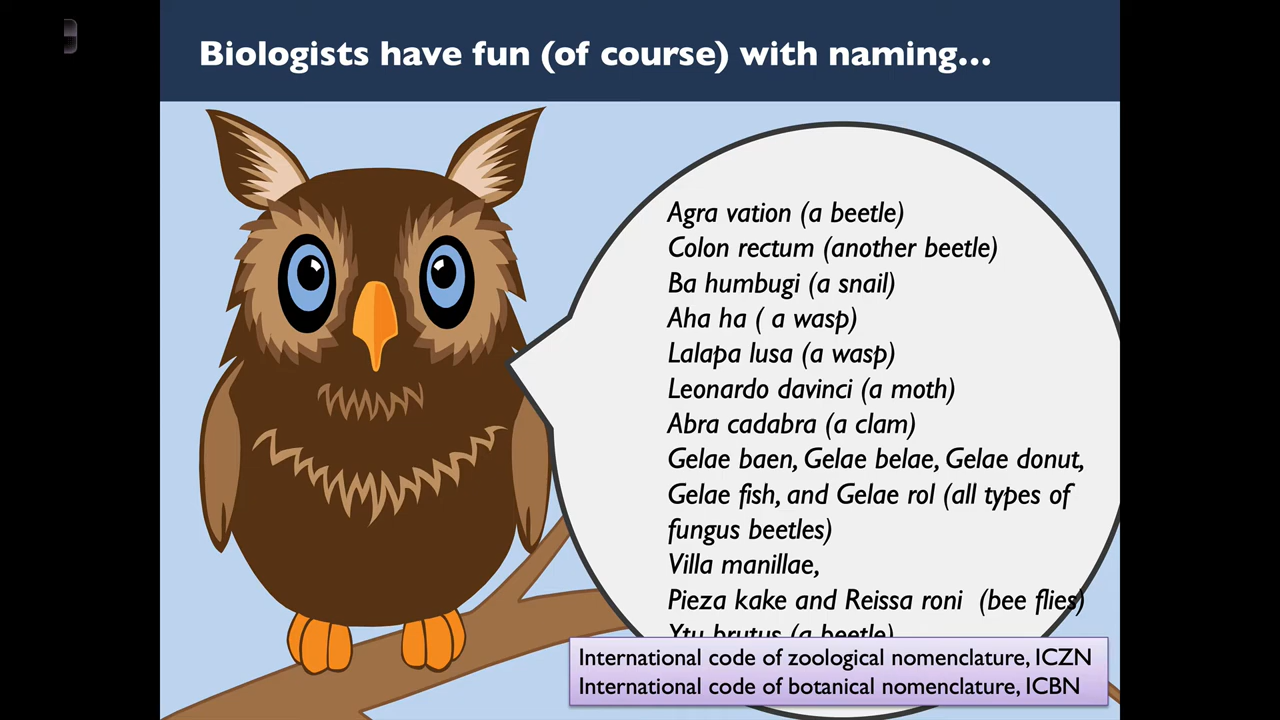 Biologists have fun (of course) with naming...
Agra vation (a beetle)
Colon rectum (another beetle)
Ba humbugi (a snail)
Aha ha ( a wasp)
Lalapa lusa (a wasp)
Leonardo davinci (a moth)
Abra cadabra (a clam)
Gelae baen, Gelae belae, Gelae donut,
Gelae fish, and Gelae rol (all types of
fungus beetles)
Villa manillae,
Pieza kake and Reissa roni (bee flies)
Ytu brutus (a beetle)
International code of zoological nomenclature, ICZN
International code of botanical nomenclature, ICBN